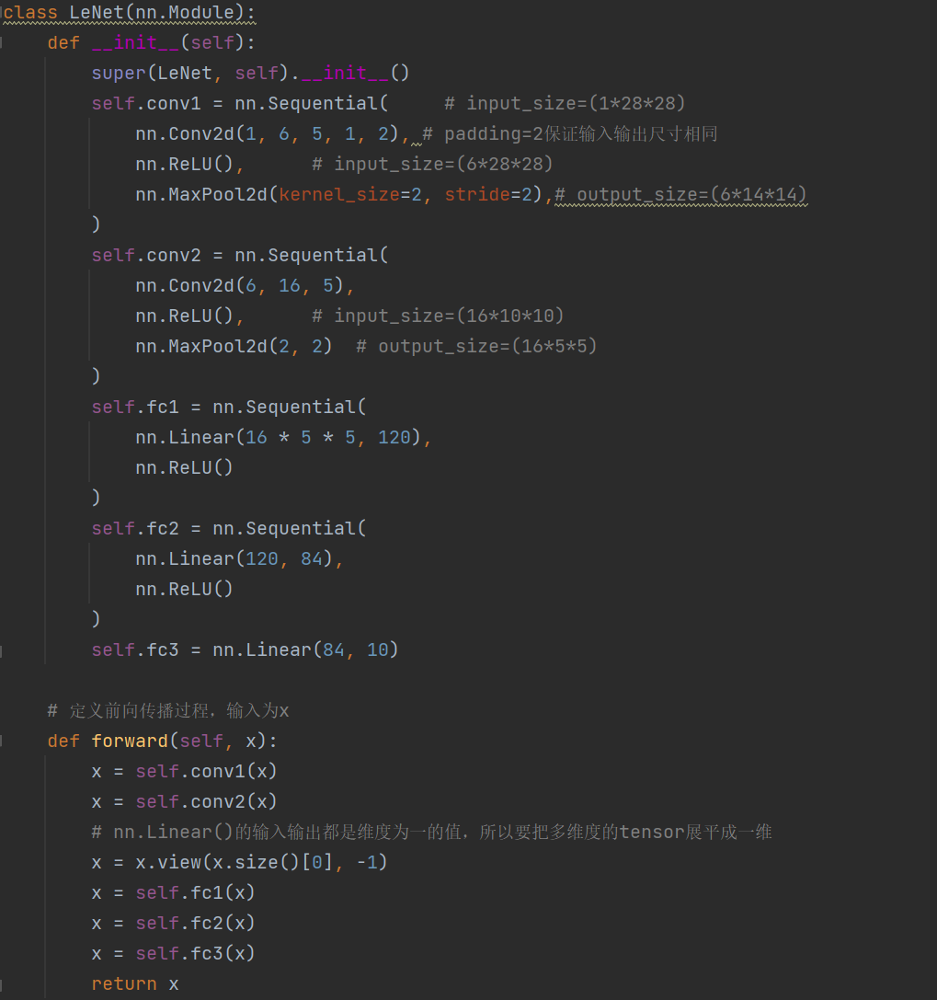 class LeNet(nn.Module):
    def __init__(self):
        super(LeNet, self).__init__()
        self.conv1 = nn.Sequential(     # input_size=(1*28*28)
            nn.Conv2d(1, 6, 5, 1, 2), # padding=2保证输入输出尺寸相同
            nn.ReLU(),      # input_size=(6*28*28)
            nn.MaxPool2d(kernel_size=2, stride=2),# output_size=(6*14*14)
        )
        self.conv2 = nn.Sequential(
            nn.Conv2d(6, 16, 5),
            nn.ReLU(),      # input_size=(16*10*10)
            nn.MaxPool2d(2, 2)  # output_size=(16*5*5)
        )
        self.fc1 = nn.Sequential(
            nn.Linear(16 * 5 * 5, 120),
            nn.ReLU()
        )
        self.fc2 = nn.Sequential(
            nn.Linear(120, 84),
            nn.ReLU()
        )
        self.fc3 = nn.Linear(84, 10)

    # 定义前向传播过程，输入为x
    def forward(self, x):
        x = self.conv1(x)
        x = self.conv2(x)
        # nn.Linear()的输入输出都是维度为一的值，所以要把多维度的tensor展平成一维
        x = x.view(x.size()[0], -1)
        x = self.fc1(x)
        x = self.fc2(x)
        x = self.fc3(x)
        return x